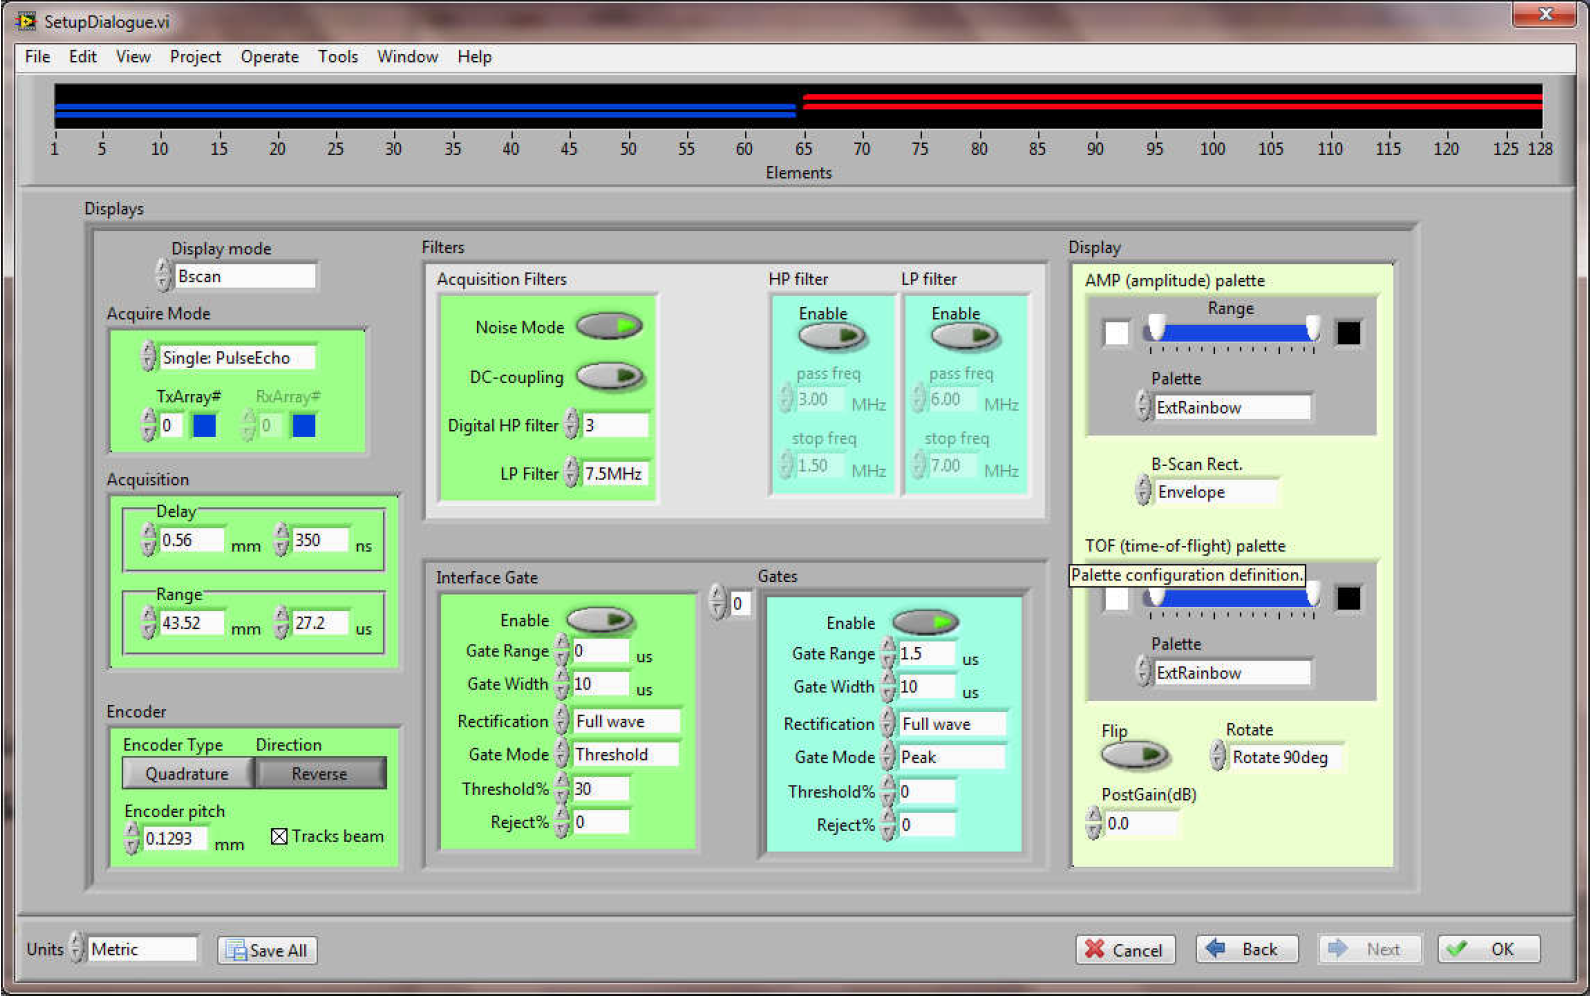 SetupDialogue.vi
x
File Edit View Project Operate Tools Window Help
1 5 10 15 20 25 30 35 40 45 50 55 60 65 70 75 80 85 90 95 100 105 110 115 120 125 128
Elements
Displays
Display mode
Bscan
Acquire Mode
Single: PulseEcho
TxArray# RxArray#
0 0
Acquisition
Delay
0.56 mm 350 ns
Range
43.52 mm 27.2 us
Encoder
Encoder Type Direction
Quadrature Reverse
Encoder pitch
0.1293 mm Tracks beam
Filters
Acquisition Filters
Noise Mode
DC-coupling
Digital HP filter 3
LP Filter 7.5MHz
HP filter
Enable
pass freq
3.00 MHz
stop freq
1.50 MHz
LP filter
Enable
pass freq
6.00 MHz
stop freq
7.00 MHz
Interface Gate
Enable
Gate Range 0 us
Gate Width 10 us
Rectification Full wave
Gate Mode Threshold
Threshold% 30
Reject% 0
0
Gates
Enable
Gate Range 1.5 us
Gate Width 10 us
Rectification Full wave
Gate Mode Peak
Threshold% 0
Reject% 0
Display
AMP (amplitude) palette
Range
Palette
ExtRainbow
B-Scan Rect.
Envelope
TOF (time-of-flight) palette
Palette configuration definition.
Palette
ExtRainbow
Flip Rotate
Rotate 90deg
PostGain(dB)
0.0
Units Metric Save All Cancel Back Next OK